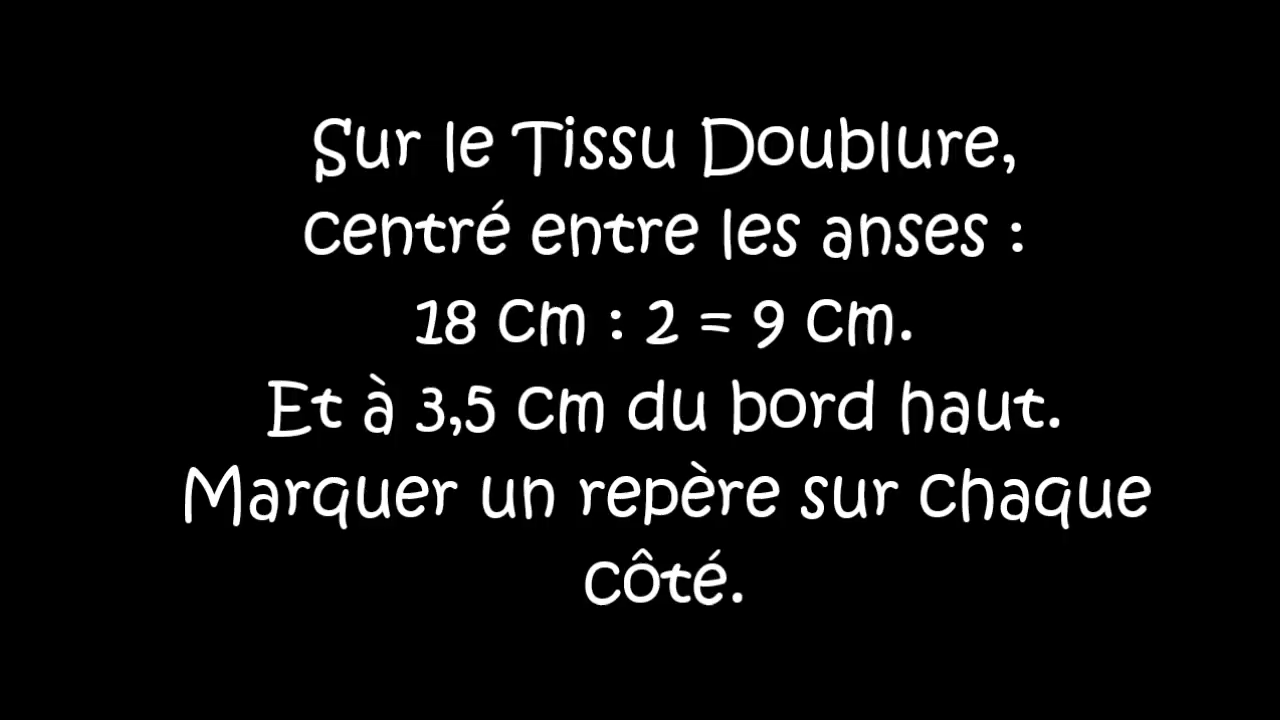 Sur le Tissu Doublure,
centré entre les anses :
18 cm : 2 = 9 cm.
Et à 3,5 cm du bord haut.
Marquer un repère sur chaque
côté.